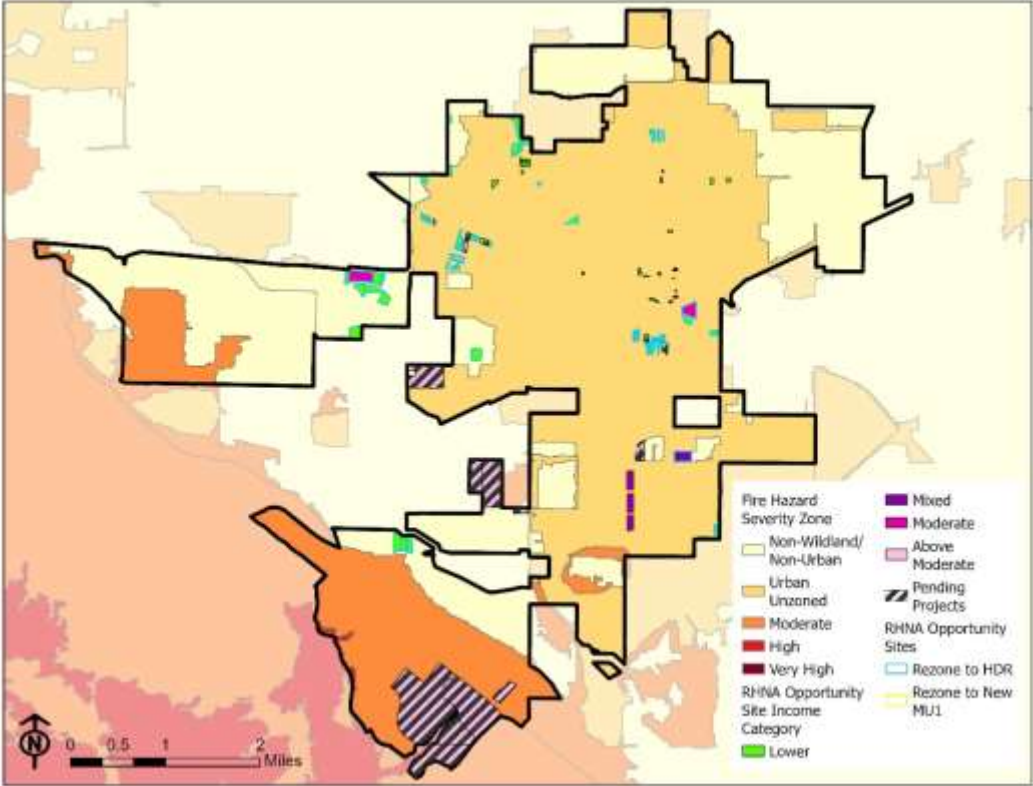 Fire Hazard
Severity Zone
Non-Wildland/
Non-Urban
Urban
Unzoned
Moderate
High
Very High
RHNA Opportunity
Site Income
Category
Lower
Mixed
Moderate
Above
Moderate
Pending
Projects
RHNA Opportunity
Sites
Rezone to HDR
Rezone to New
MU1
N
0 0.5 1 2
Miles